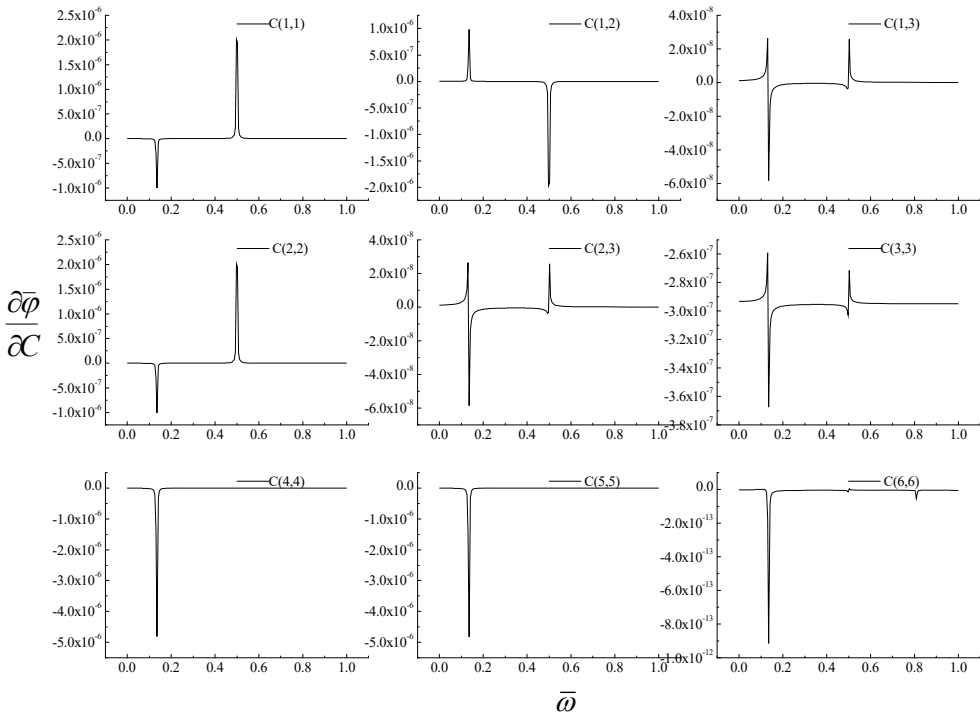 C(1,1)
2.5x10⁻⁶
2.0x10⁻⁶
1.5x10⁻⁶
1.0x10⁻⁶
5.0x10⁻⁷
0.0
-5.0x10⁻⁷
-1.0x10⁻⁶
0.0 0.2 0.4 0.6 0.8 1.0
C(1,2)
1.0x10⁻⁶
5.0x10⁻⁷
0.0
-5.0x10⁻⁷
-1.0x10⁻⁶
-1.5x10⁻⁶
-2.0x10⁻⁶
0.0 0.2 0.4 0.6 0.8 1.0
C(1,3)
4.0x10⁻⁸
2.0x10⁻⁸
0.0
-2.0x10⁻⁸
-4.0x10⁻⁸
-6.0x10⁻⁸
0.0 0.2 0.4 0.6 0.8 1.0
∂φ̅
∂C
C(2,2)
2.5x10⁻⁶
2.0x10⁻⁶
1.5x10⁻⁶
1.0x10⁻⁶
5.0x10⁻⁷
0.0
-5.0x10⁻⁷
-1.0x10⁻⁶
0.0 0.2 0.4 0.6 0.8 1.0
C(2,3)
4.0x10⁻⁸
2.0x10⁻⁸
0.0
-2.0x10⁻⁸
-4.0x10⁻⁸
-6.0x10⁻⁸
0.0 0.2 0.4 0.6 0.8 1.0
C(3,3)
-2.6x10⁻⁷
-2.8x10⁻⁷
-3.0x10⁻⁷
-3.2x10⁻⁷
-3.4x10⁻⁷
-3.6x10⁻⁷
-3.8x10⁻⁷
0.0 0.2 0.4 0.6 0.8 1.0
C(4,4)
0.0
-1.0x10⁻⁶
-2.0x10⁻⁶
-3.0x10⁻⁶
-4.0x10⁻⁶
-5.0x10⁻⁶
0.0 0.2 0.4 0.6 0.8 1.0
C(5,5)
0.0
-1.0x10⁻⁶
-2.0x10⁻⁶
-3.0x10⁻⁶
-4.0x10⁻⁶
-5.0x10⁻⁶
0.0 0.2 0.4 0.6 0.8 1.0
C(6,6)
0.0
-2.0x10⁻¹³
-4.0x10⁻¹³
-6.0x10⁻¹³
-8.0x10⁻¹³
-1.0x10⁻¹²
0.0 0.2 0.4 0.6 0.8 1.0
ω̅